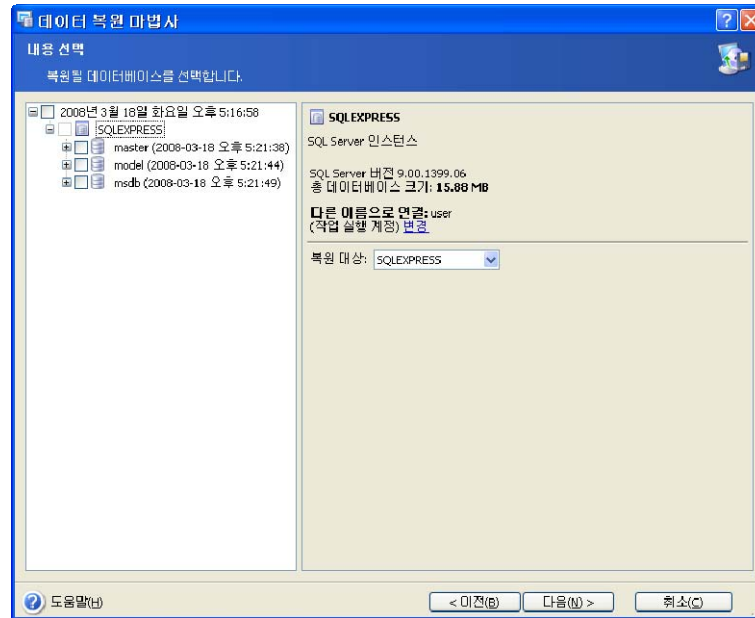 데이터 복원 마법사
내용 선택
복원될 데이터베이스를 선택합니다.
2008년 3월 18일 화요일 오후 5:16:58
SQLEXPRESS
master (2008-03-18 오후 5:21:38)
model (2008-03-18 오후 5:21:44)
msdb (2008-03-18 오후 5:21:49)
SQLEXPRESS
SQL Server 인스턴스
SQL Server 버전 9.00.1399.06
총 데이터베이스 크기: 15.88 MB
다른 이름으로 연결: user
(작업 실행 계정) 변경
복원 대상: SQLEXPRESS
도움말(H)
< 이전(B)
다음(N) >
취소(C)